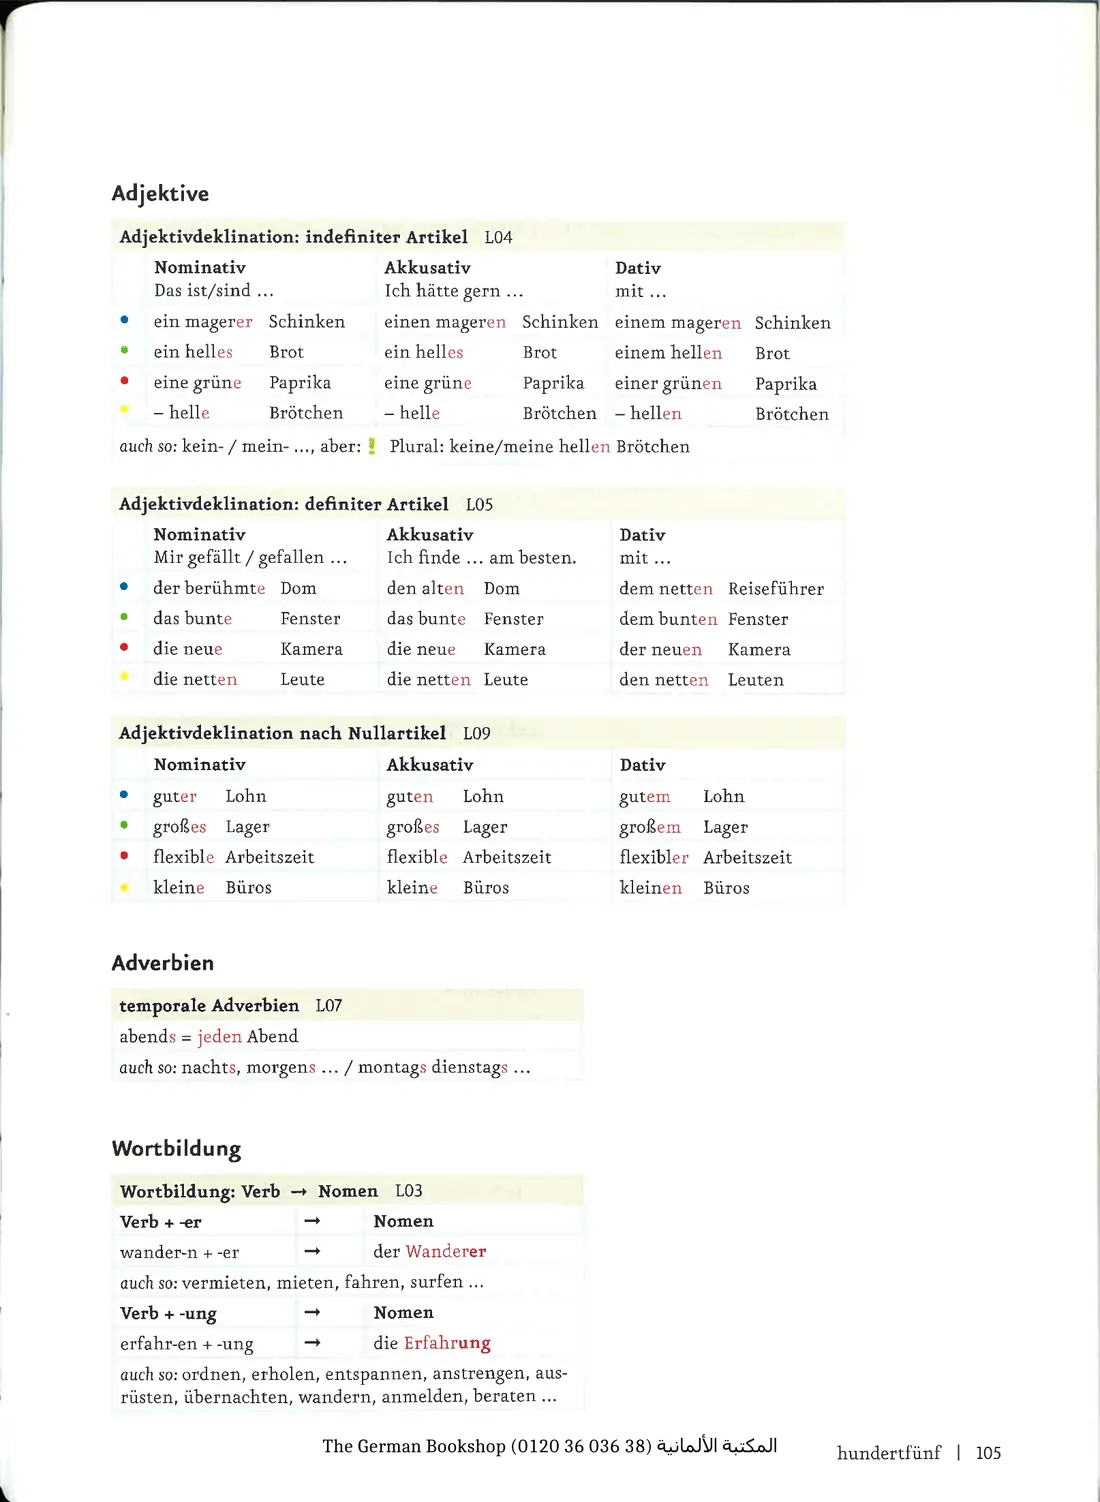 Adjektive
Adjektivdeklination: indefiniter Artikel L04
Nominativ Akkusativ Dativ
Das ist/sind ... Ich hätte gern ... mit ...
• ein magerer Schinken einen mageren Schinken einem mageren Schinken
• ein helles Brot ein helles Brot einem hellen Brot
• eine grüne Paprika eine grüne Paprika einer grünen Paprika
• – helle Brötchen – helle Brötchen – hellen Brötchen
auch so: kein- / mein- ..., aber: ! Plural: keine/meine hellen Brötchen
Adjektivdeklination: definiter Artikel L05
Nominativ Akkusativ Dativ
Mir gefällt / gefallen ... Ich finde ... am besten. mit ...
• der berühmte Dom den alten Dom dem netten Reiseführer
• das bunte Fenster das bunte Fenster dem bunten Fenster
• die neue Kamera die neue Kamera der neuen Kamera
• die netten Leute die netten Leute den netten Leuten
Adjektivdeklination nach Nullartikel L09
Nominativ Akkusativ Dativ
• guter Lohn guten Lohn gutem Lohn
• großes Lager großes Lager großem Lager
• flexible Arbeitszeit flexible Arbeitszeit flexibler Arbeitszeit
• kleine Büros kleine Büros kleinen Büros
Adverbien
temporale Adverbien L07
abends = jeden Abend
auch so: nachts, morgens ... / montags dienstags ...
Wortbildung
Wortbildung: Verb → Nomen L03
Verb + -er → Nomen
wander-n + -er → der Wanderer
auch so: vermieten, mieten, fahren, surfen ...
Verb + -ung → Nomen
erfahr-en + -ung → die Erfahrung
auch so: ordnen, erholen, entspannen, anstrengen, aus-
rüsten, übernachten, wandern, anmelden, beraten ...
The German Bookshop (0120 36 036 38) المكتبة الألمانية
hundertfünf | 105